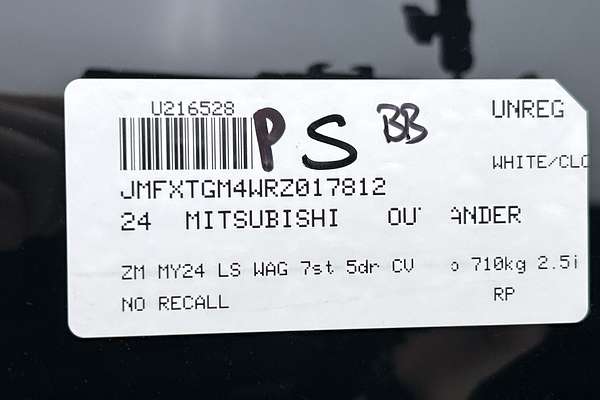 U216528
P S BB
UNREG
WHITE/CLO
JMFXTGM4WRZ017812
24 MITSUBISHI OUT ANDER
ZM MY24 LS WAG 7st 5dr CV o 710kg 2.5i
NO RECALL RP